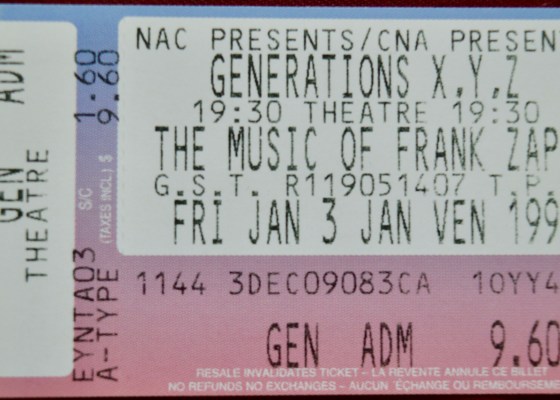 GEN ADM
THEATRE
EYNTA03 S/C 1.60
A-TYPE (TAXES INCL) $ 9.60
NAC PRESENTS/CNA PRESEN
GENERATIONS X,Y,Z
19:30 THEATRE 19:30
THE MUSIC OF FRANK ZAP
G.S.T. R119051407 T.P.
FRI JAN 3 JAN VEN 199
1144 3DEC09083CA 10YY4
GEN ADM 9.60
RESALE INVALIDATES TICKET – LA REVENTE ANNULE CE BILLET
NO REFUNDS NO EXCHANGES – AUCUN ÉCHANGE OU REMBOURSEME